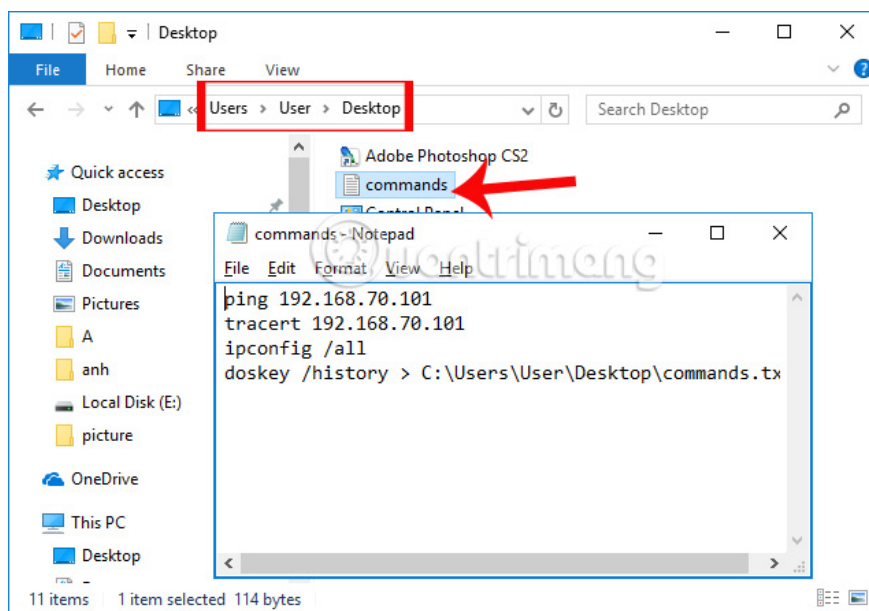 Desktop
File Home Share View
« Users > User > Desktop
Search Desktop
Quick access
Desktop
Downloads
Documents
Pictures
A
anh
Local Disk (E:)
picture
OneDrive
This PC
Desktop
Adobe Photoshop CS2
commands
Control Panel
commands - Notepad
Quantrimang
File Edit Format View Help
ping 192.168.70.101
tracert 192.168.70.101
ipconfig /all
doskey /history > C:\Users\User\Desktop\commands.tx
11 items 1 item selected 114 bytes